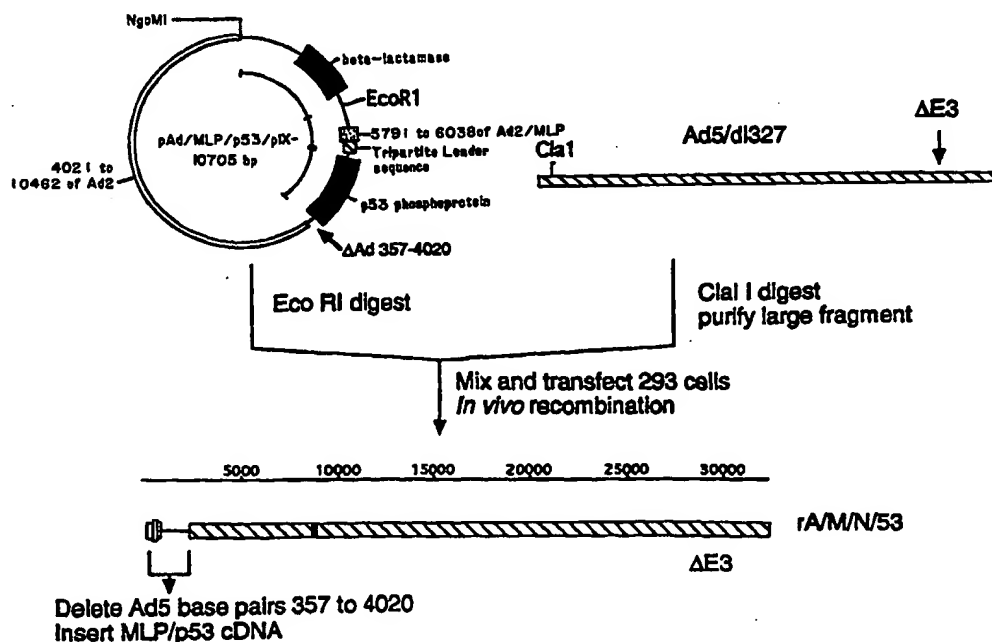 NgoMI
beta-lactamase
EcoR1
pAd/MLP/p53/pIX-
10705 bp
5791 to 6038of Ad2/MLP
Tripartite Leader
sequence
4021 to
10462 of Ad2
p53 phospheprotein
ΔAd 357-4020
ΔE3
Ad5/dl327
Cla1
Eco RI digest
Clal I digest
purify large fragment
Mix and transfect 293 cells
In vivo recombination
5000 10000 15000 20000 25000 30000
rA/M/N/53
ΔE3
Delete Ad5 base pairs 357 to 4020
Insert MLP/p53 cDNA